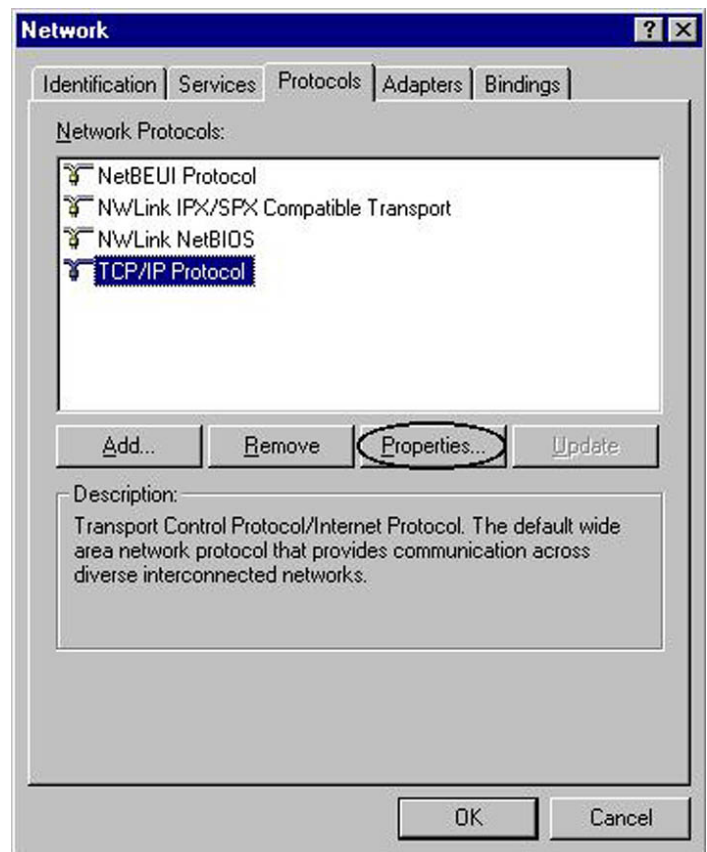 Network
Identification Services Protocols Adapters Bindings
Network Protocols:
NetBEUI Protocol
NWLink IPX/SPX Compatible Transport
NWLink NetBIOS
TCP/IP Protocol
Add... Remove Properties... Update
Description:
Transport Control Protocol/Internet Protocol. The default wide
area network protocol that provides communication across
diverse interconnected networks.
OK Cancel